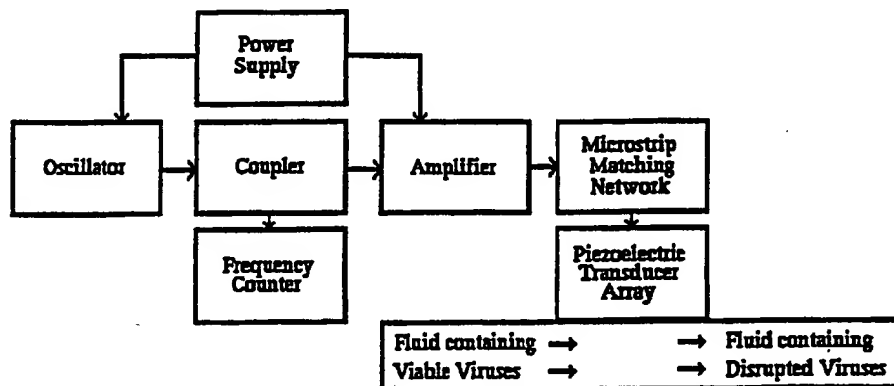 Power
Supply
Oscillator
Coupler
Amplifier
Microstrip
Matching
Network
Frequency
Counter
Piezoelectric
Transducer
Array
Fluid containing → → Fluid containing
Viable Viruses → → Disrupted Viruses